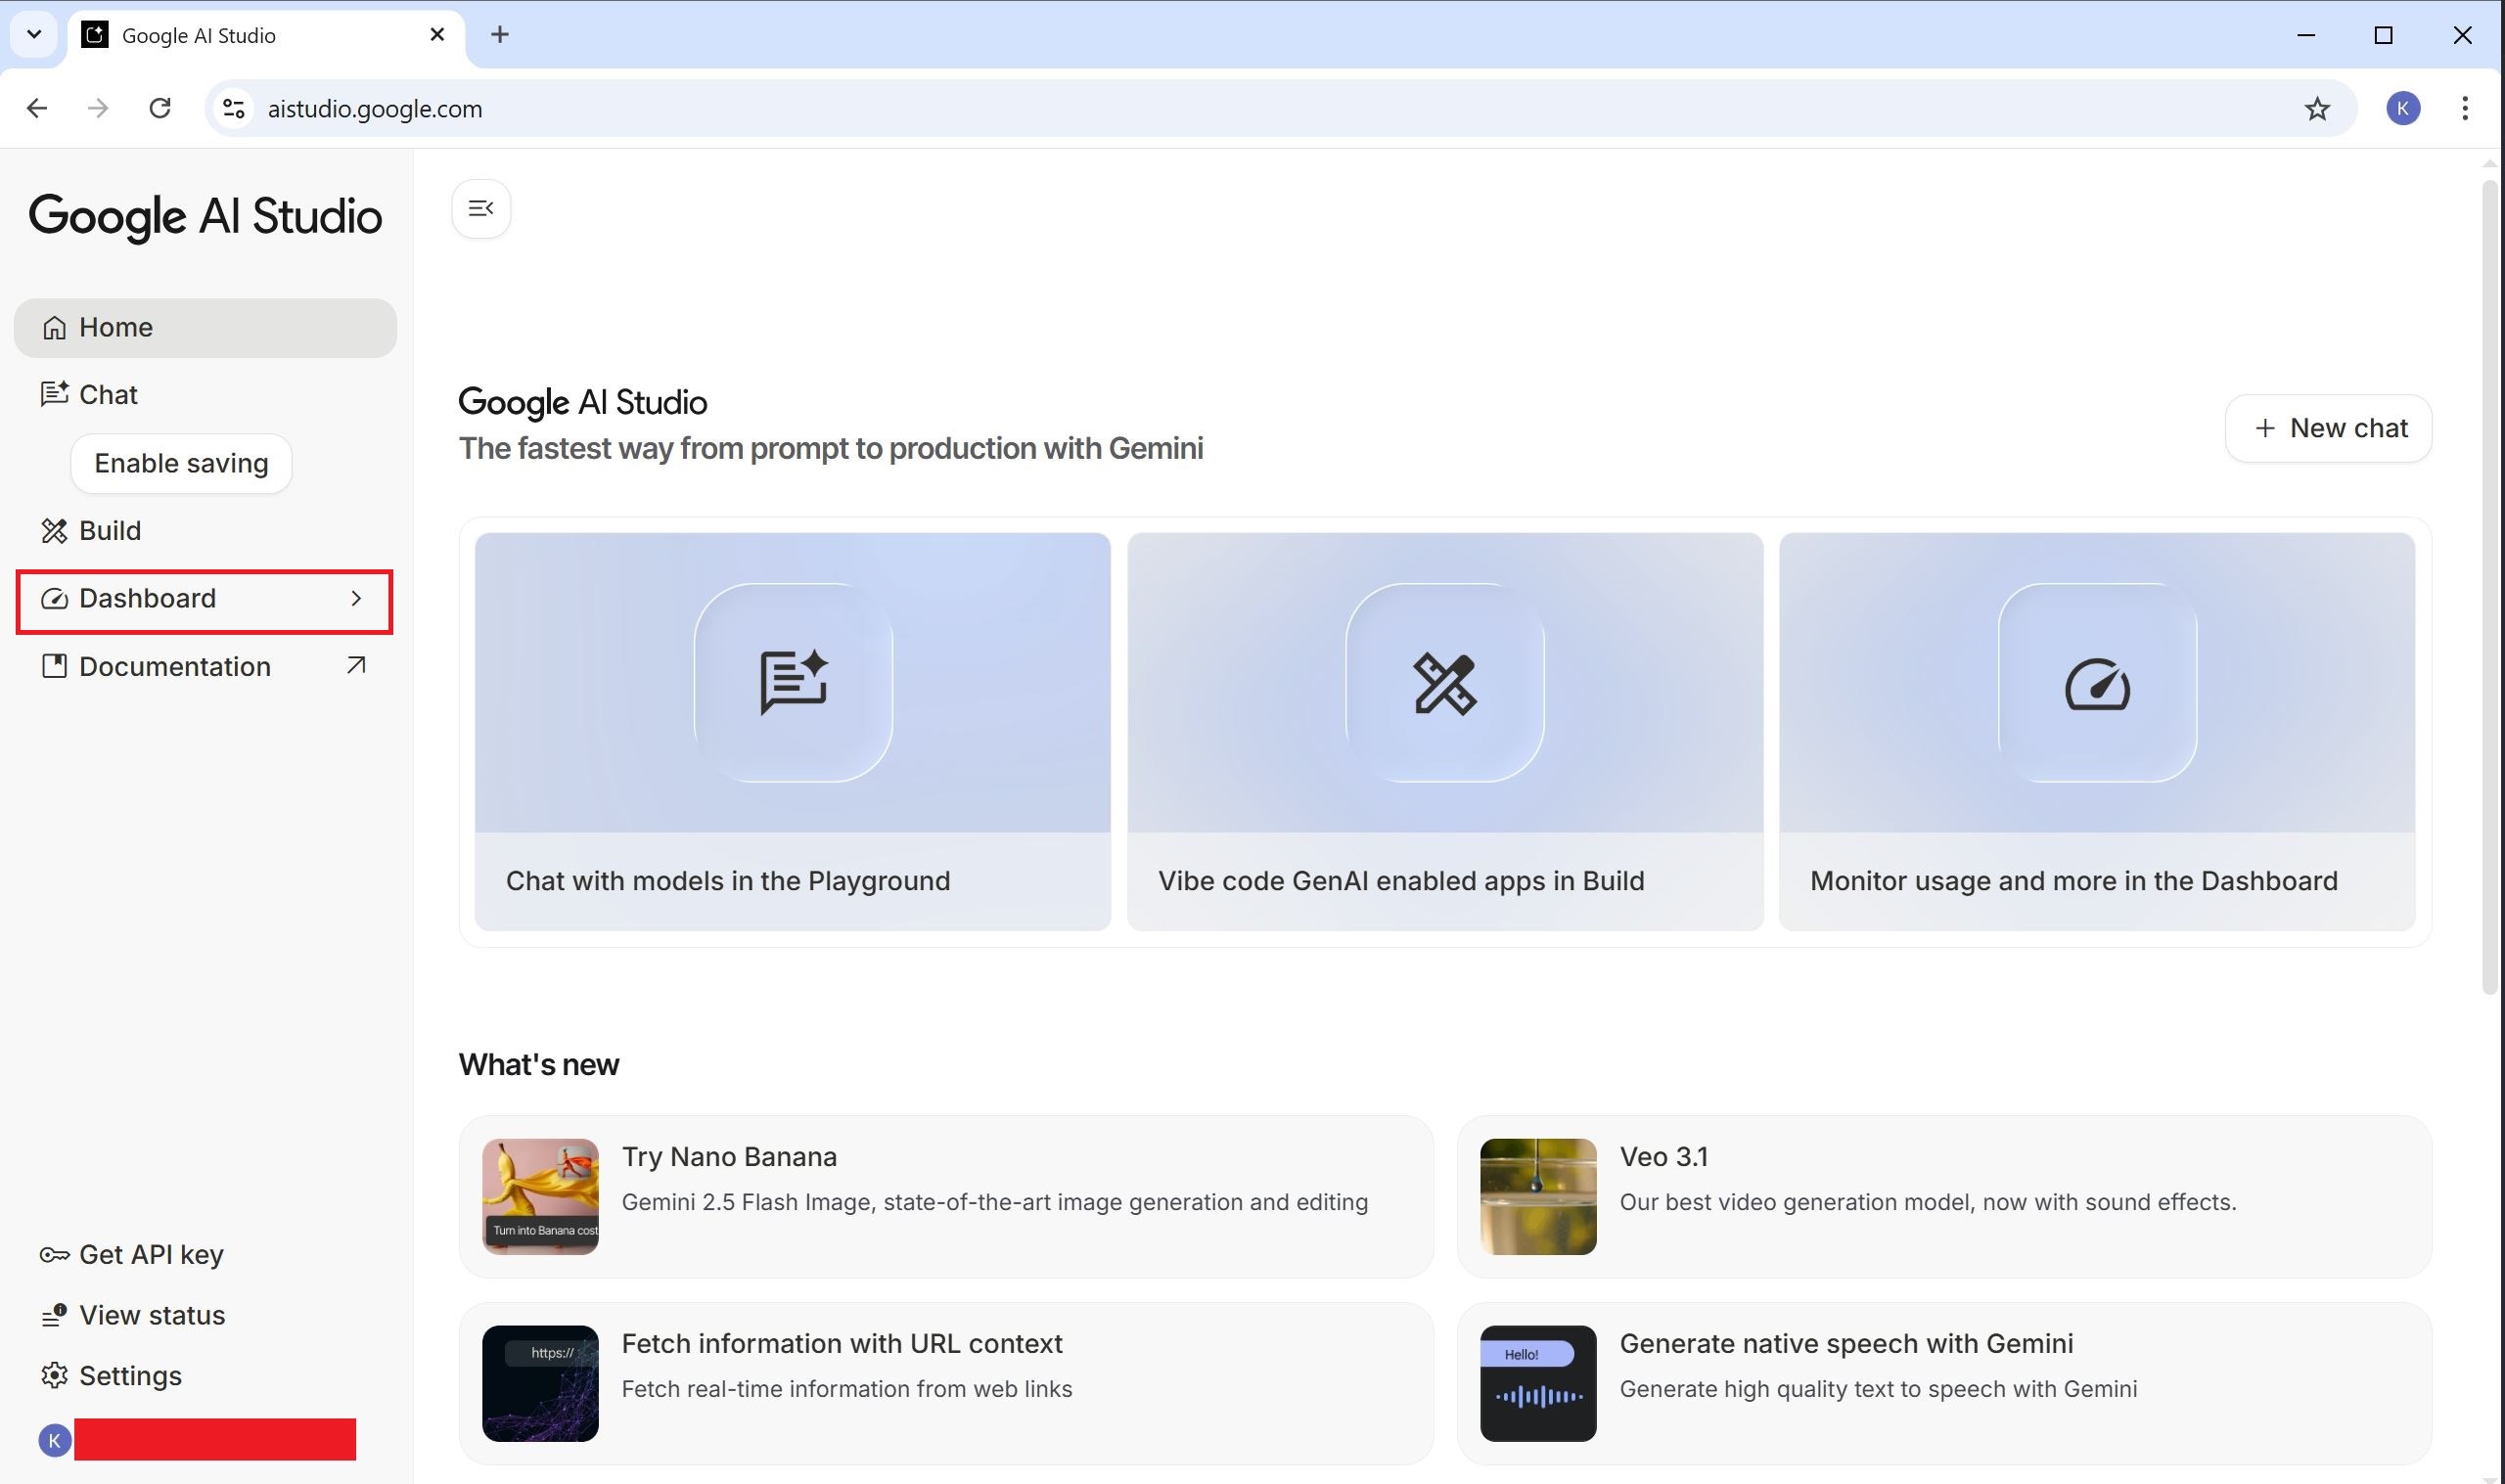 Google AI Studio
aistudio.google.com
K
Google AI Studio
Home
Chat
Enable saving
Build
Dashboard
Documentation
Get API key
View status
Settings
K
Google AI Studio
The fastest way from prompt to production with Gemini
New chat
Chat with models in the Playground
Vibe code GenAI enabled apps in Build
Monitor usage and more in the Dashboard
What's new
Turn into Banana cost
Try Nano Banana
Gemini 2.5 Flash Image, state-of-the-art image generation and editing
Veo 3.1
Our best video generation model, now with sound effects.
https://
Fetch information with URL context
Fetch real-time information from web links
Hello!
Generate native speech with Gemini
Generate high quality text to speech with Gemini